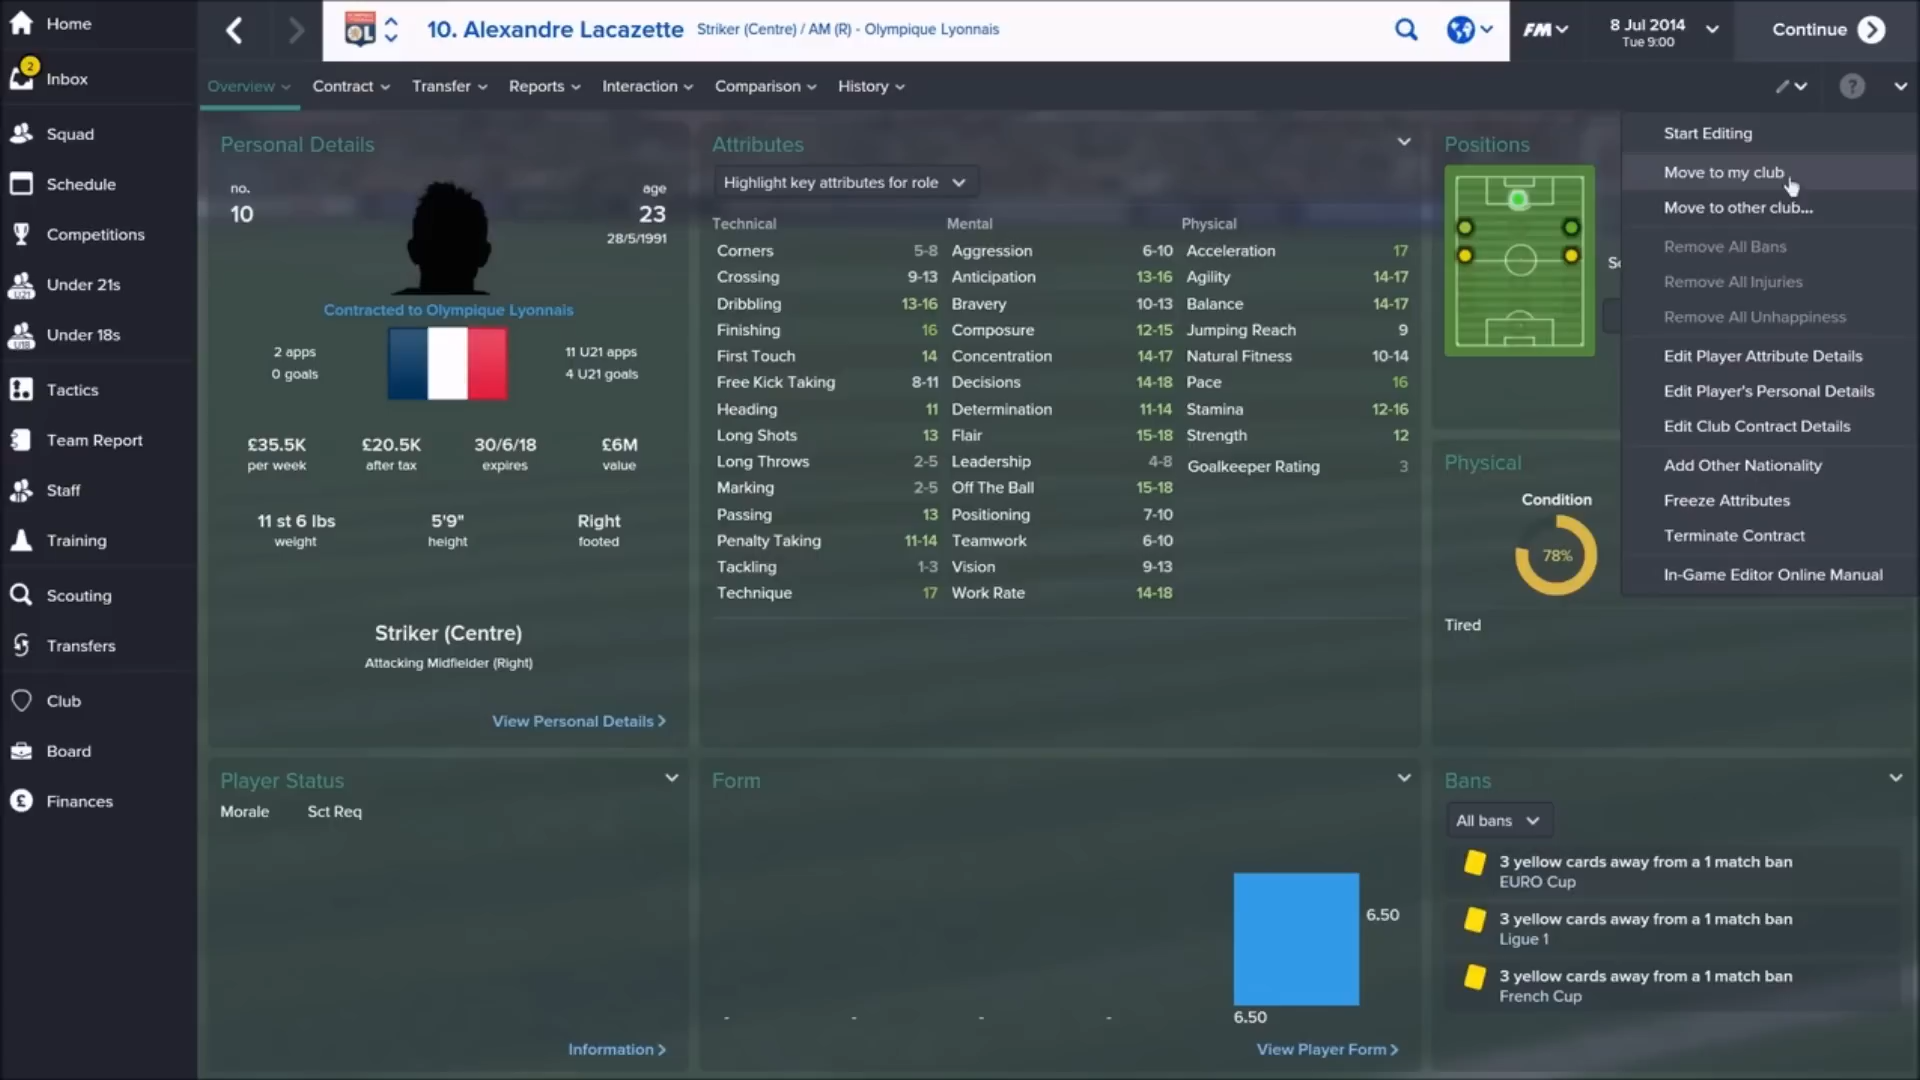 Home
2
Inbox
Squad
Schedule
Competitions
U21
Under 21s
U18
Under 18s
Tactics
Team Report
Staff
Training
Scouting
Transfers
Club
Board
£
Finances
OL
10. Alexandre Lacazette Striker (Centre) / AM (R) - Olympique Lyonnais
FM
8 Jul 2014
Tue 9:00
Continue
Overview Contract Transfer Reports Interaction Comparison History
?
Personal Details
no.
10
age
23
28/5/1991
Contracted to Olympique Lyonnais
2 apps
0 goals
11 U21 apps
4 U21 goals
£35.5K £20.5K 30/6/18 £6M
per week after tax expires value
11 st 6 lbs 5'9" Right
weight height footed
Striker (Centre)
Attacking Midfielder (Right)
View Personal Details >
Attributes
Highlight key attributes for role
Technical Mental Physical
Corners 5-8 Aggression 6-10 Acceleration 17
Crossing 9-13 Anticipation 13-16 Agility 14-17
Dribbling 13-16 Bravery 10-13 Balance 14-17
Finishing 16 Composure 12-15 Jumping Reach 9
First Touch 14 Concentration 14-17 Natural Fitness 10-14
Free Kick Taking 8-11 Decisions 14-18 Pace 16
Heading 11 Determination 11-14 Stamina 12-16
Long Shots 13 Flair 15-18 Strength 12
Long Throws 2-5 Leadership 4-8 Goalkeeper Rating 3
Marking 2-5 Off The Ball 15-18
Passing 13 Positioning 7-10
Penalty Taking 11-14 Teamwork 6-10
Tackling 1-3 Vision 9-13
Technique 17 Work Rate 14-18
Positions
Physical
Condition
78%
Tired
Start Editing
Move to my club
Move to other club...
Remove All Bans
Remove All Injuries
Remove All Unhappiness
Edit Player Attribute Details
Edit Player's Personal Details
Edit Club Contract Details
Add Other Nationality
Freeze Attributes
Terminate Contract
In-Game Editor Online Manual
Player Status
Morale Sct Req
Information >
Form
6.50
- - - - 6.50
View Player Form >
Bans
All bans
3 yellow cards away from a 1 match ban
EURO Cup
3 yellow cards away from a 1 match ban
Ligue 1
3 yellow cards away from a 1 match ban
French Cup